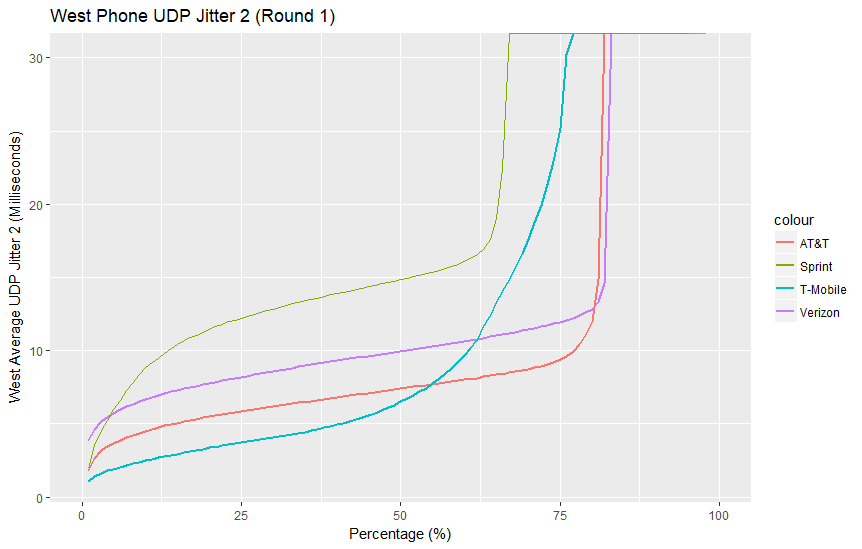 West Phone UDP Jitter 2 (Round 1)
West Average UDP Jitter 2 (Milliseconds)
30
20
10
0
0
25
50
75
100
Percentage (%)
colour
AT&T
Sprint
T-Mobile
Verizon